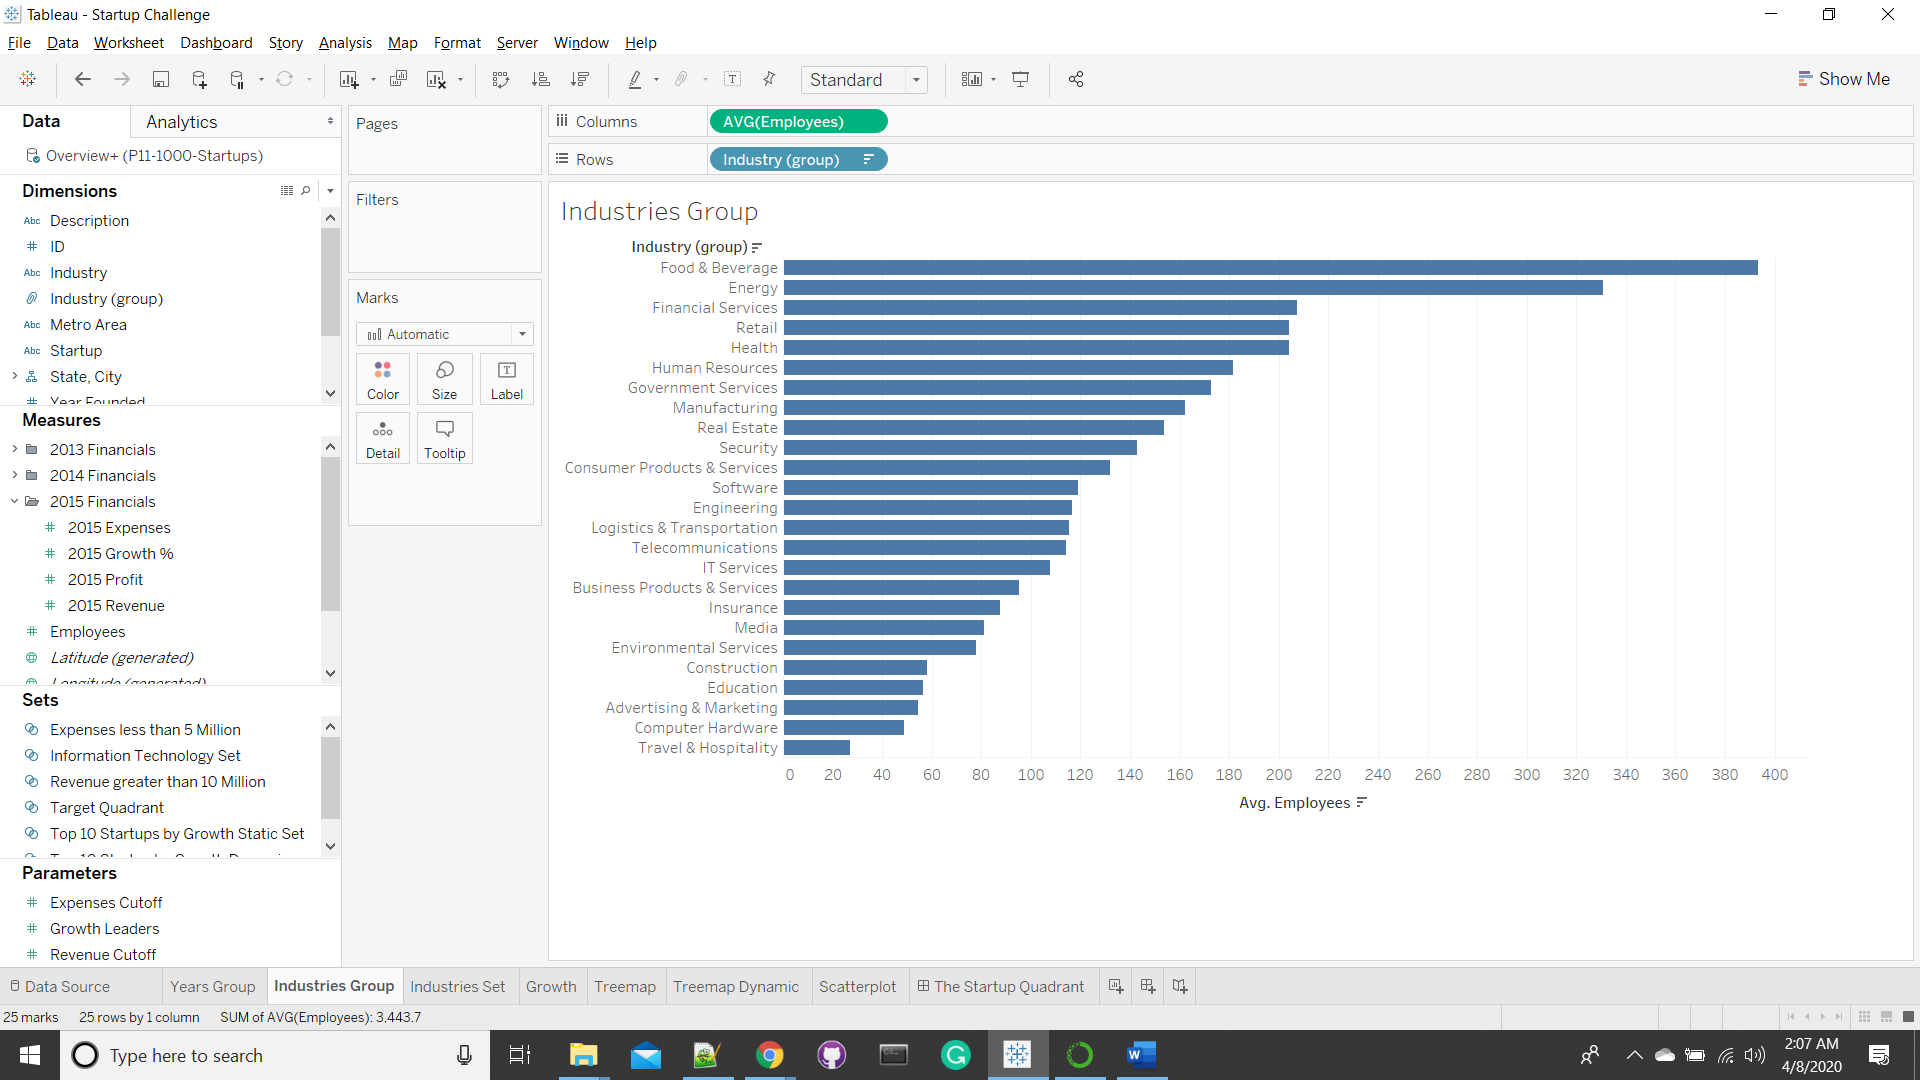 Tableau - Startup Challenge
File Data Worksheet Dashboard Story Analysis Map Format Server Window Help
Standard
Show Me
Data
Analytics
Overview+ (P11-1000-Startups)
Dimensions
Abc Description
# ID
Abc Industry
Industry (group)
Abc Metro Area
Abc Startup
State, City
# Year Founded
Measures
2013 Financials
2014 Financials
2015 Financials
# 2015 Expenses
# 2015 Growth %
# 2015 Profit
# 2015 Revenue
# Employees
Latitude (generated)
Longitude (generated)
Sets
Expenses less than 5 Million
Information Technology Set
Revenue greater than 10 Million
Target Quadrant
Top 10 Startups by Growth Static Set
Parameters
# Expenses Cutoff
# Growth Leaders
# Revenue Cutoff
Pages
Filters
Marks
Automatic
Color
Size
Label
Detail
Tooltip
Columns
AVG(Employees)
Rows
Industry (group)
Industries Group
Industry (group)
Food & Beverage
Energy
Financial Services
Retail
Health
Human Resources
Government Services
Manufacturing
Real Estate
Security
Consumer Products & Services
Software
Engineering
Logistics & Transportation
Telecommunications
IT Services
Business Products & Services
Insurance
Media
Environmental Services
Construction
Education
Advertising & Marketing
Computer Hardware
Travel & Hospitality
0 20 40 60 80 100 120 140 160 180 200 220 240 260 280 300 320 340 360 380 400
Avg. Employees
Data Source
Years Group
Industries Group
Industries Set
Growth
Treemap
Treemap Dynamic
Scatterplot
The Startup Quadrant
25 marks
25 rows by 1 column
SUM of AVG(Employees): 3,443.7
Type here to search
2:07 AM
4/8/2020